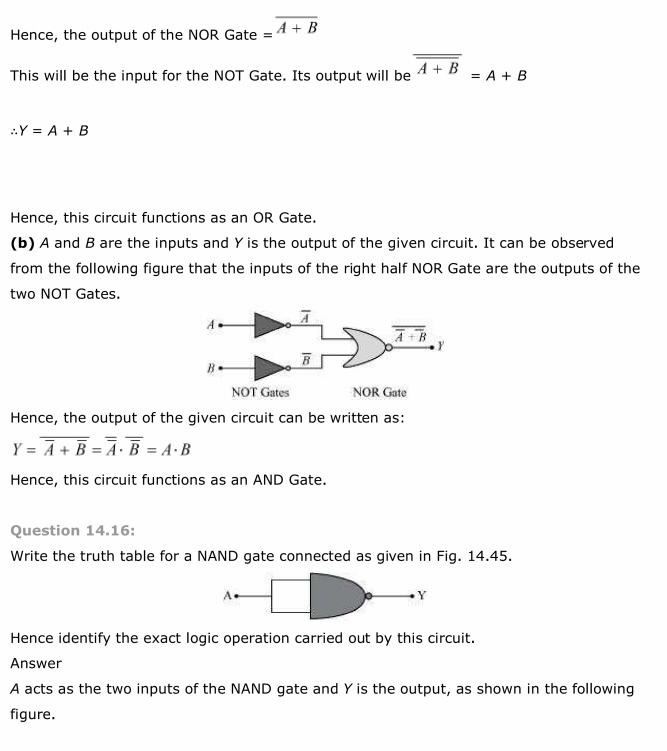 Hence, the output of the NOR Gate = $\overline{A + B}$
This will be the input for the NOT Gate. Its output will be $\overline{\overline{A + B}}$ = A + B
∴Y = A + B
Hence, this circuit functions as an OR Gate.
(b) A and B are the inputs and Y is the output of the given circuit. It can be observed
from the following figure that the inputs of the right half NOR Gate are the outputs of the
two NOT Gates.
A $\overline{A}$ $\overline{\overline{A} + \overline{B}}$ Y
B $\overline{B}$
NOT Gates NOR Gate
Hence, the output of the given circuit can be written as:
$Y = \overline{\overline{A} + \overline{B}} = \overline{\overline{A}} \cdot \overline{\overline{B}} = A \cdot B$
Hence, this circuit functions as an AND Gate.
Question 14.16:
Write the truth table for a NAND gate connected as given in Fig. 14.45.
A Y
Hence identify the exact logic operation carried out by this circuit.
Answer
A acts as the two inputs of the NAND gate and Y is the output, as shown in the following
figure.